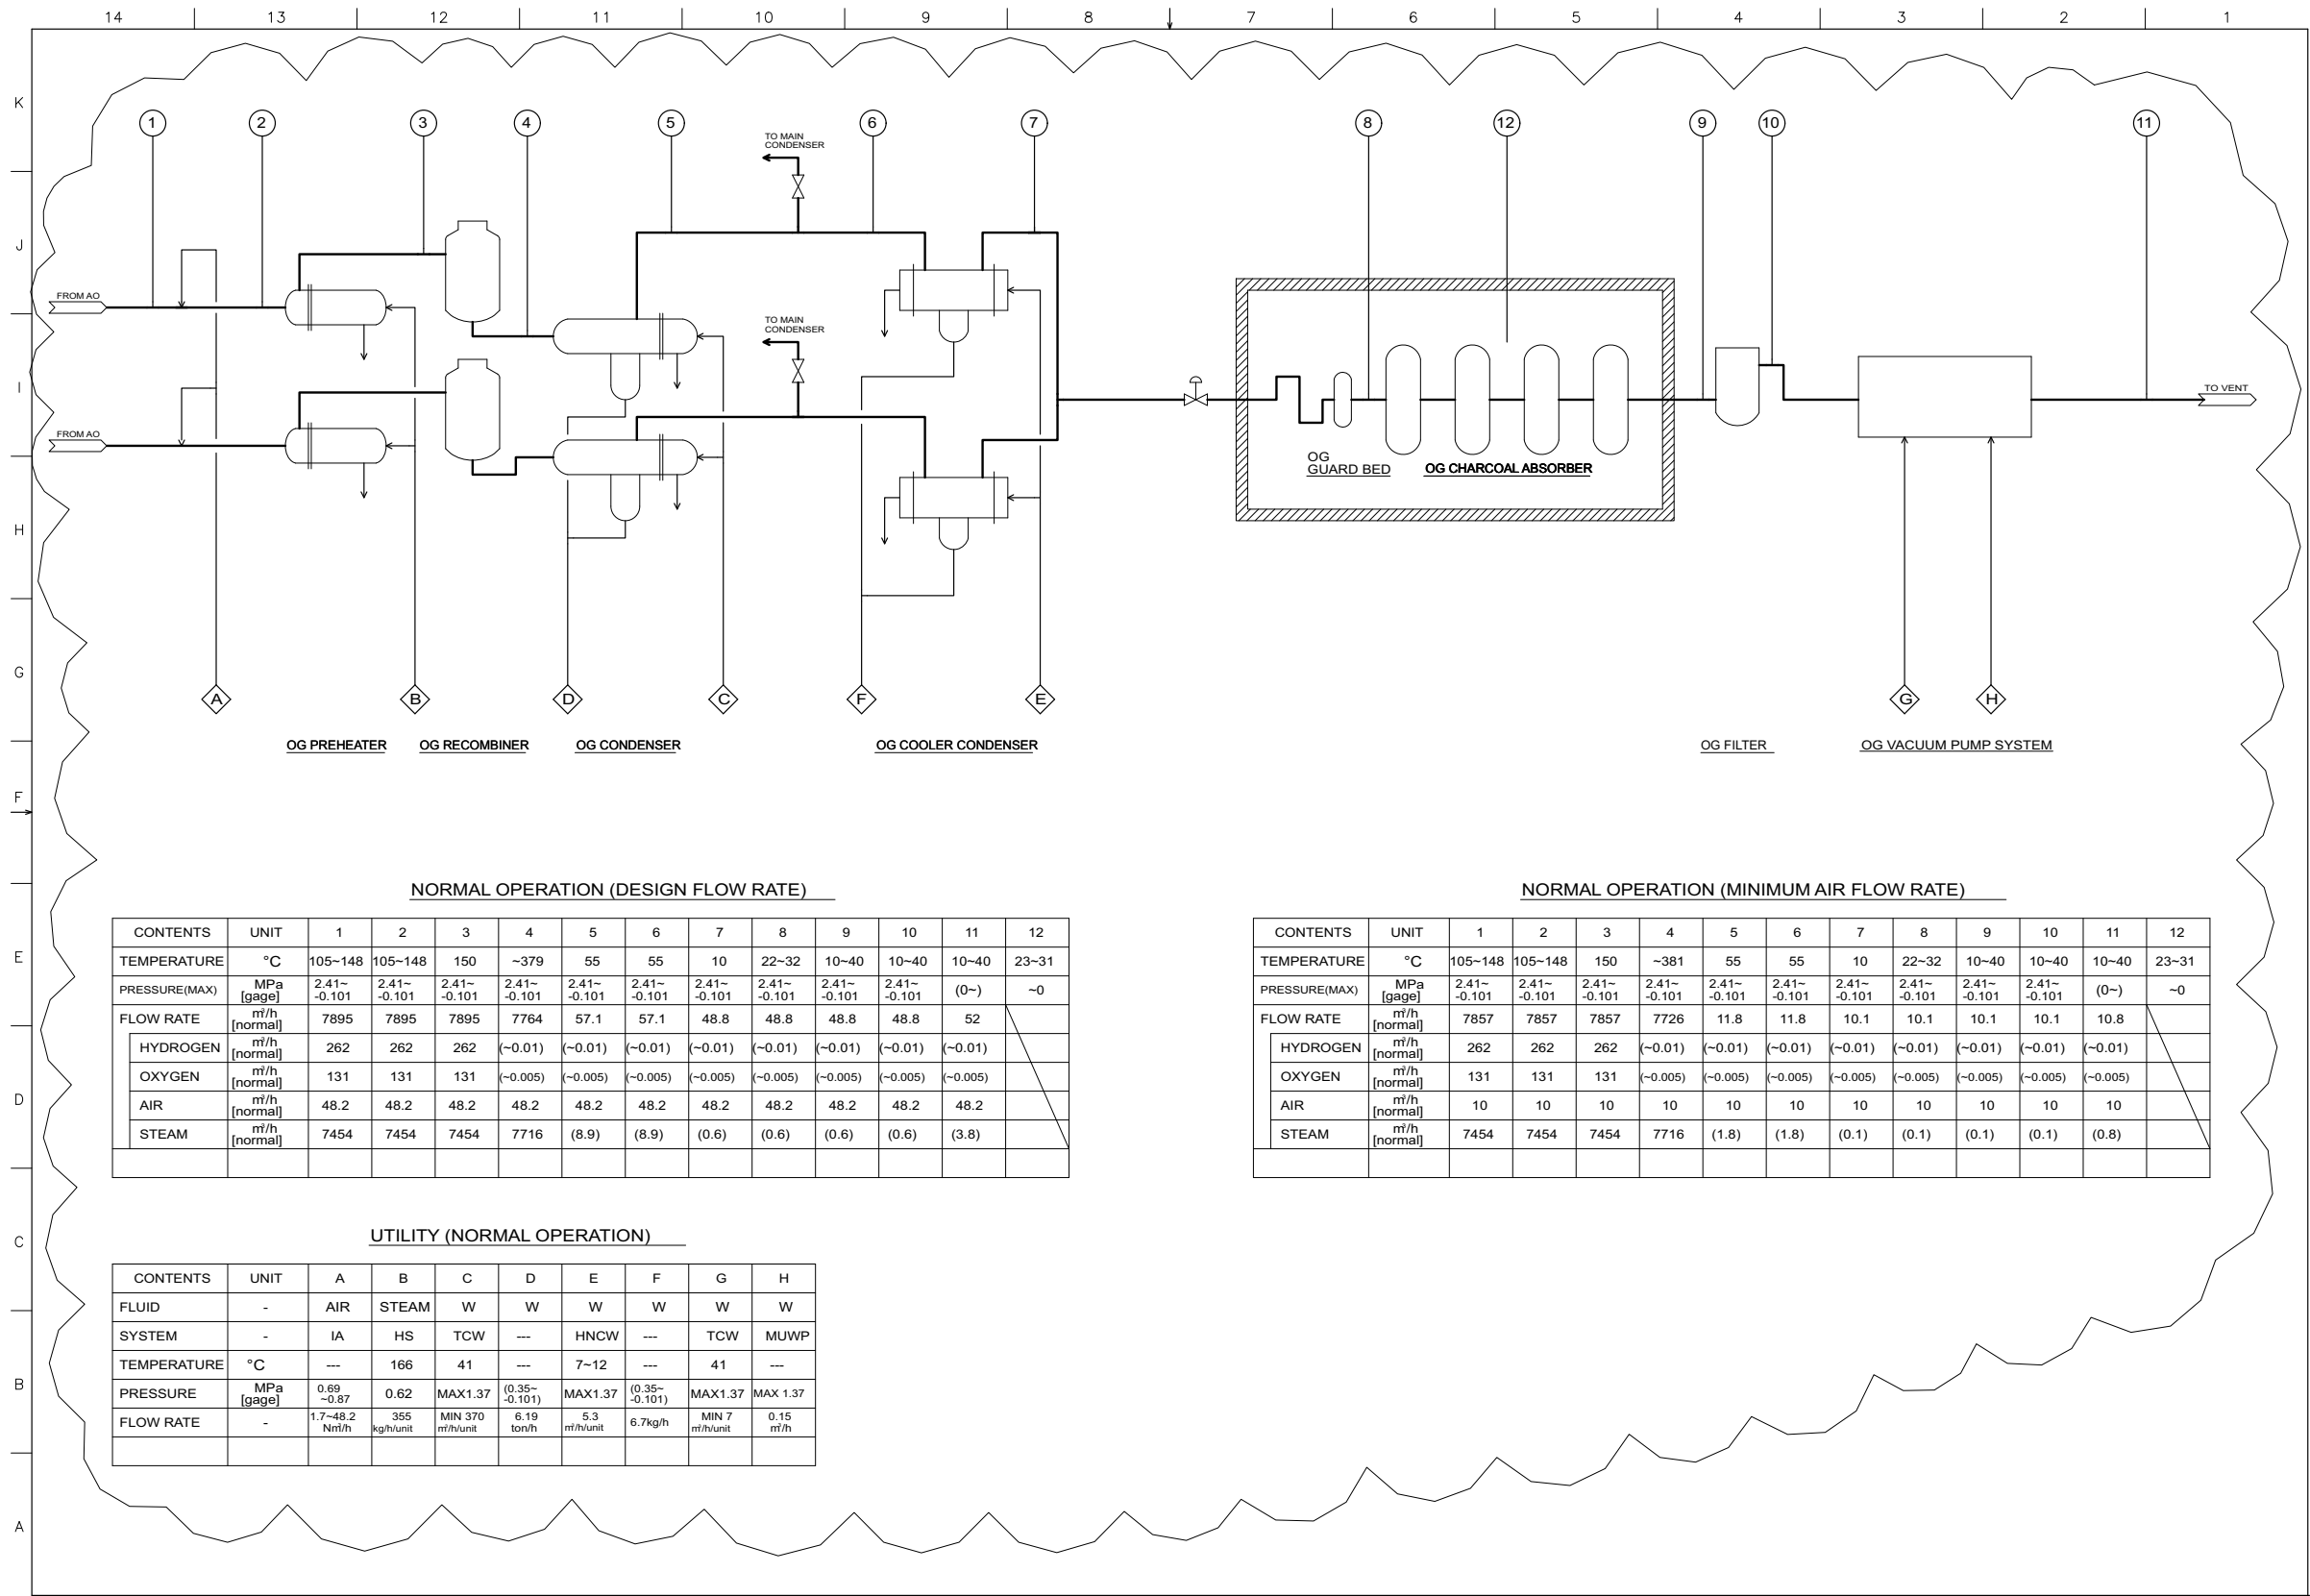 14 13 12 11 10 9 8 7 6 5 4 3 2 1
K
1 2 3 4 5 6 7 8 12 9 10 11
TO MAIN
CONDENSER
J
FROM AO
TO MAIN
CONDENSER
I
TO VENT
FROM AO
OG
GUARD BED
OG CHARCOAL ABSORBER
H
G
A B D C F E G H
OG PREHEATER OG RECOMBINER OG CONDENSER OG COOLER CONDENSER OG FILTER OG VACUUM PUMP SYSTEM
F
NORMAL OPERATION (DESIGN FLOW RATE)
CONTENTS UNIT 1 2 3 4 5 6 7 8 9 10 11 12
TEMPERATURE °C 105~148 105~148 150 ~379 55 55 10 22~32 10~40 10~40 10~40 23~31
PRESSURE(MAX) MPa [gage] 2.41~-0.101 2.41~-0.101 2.41~-0.101 2.41~-0.101 2.41~-0.101 2.41~-0.101 2.41~-0.101 2.41~-0.101 2.41~-0.101 2.41~-0.101 (0~) ~0
FLOW RATE m³/h [normal] 7895 7895 7895 7764 57.1 57.1 48.8 48.8 48.8 48.8 52
HYDROGEN m³/h [normal] 262 262 262 (~0.01) (~0.01) (~0.01) (~0.01) (~0.01) (~0.01) (~0.01) (~0.01)
OXYGEN m³/h [normal] 131 131 131 (~0.005) (~0.005) (~0.005) (~0.005) (~0.005) (~0.005) (~0.005) (~0.005)
AIR m³/h [normal] 48.2 48.2 48.2 48.2 48.2 48.2 48.2 48.2 48.2 48.2 48.2
STEAM m³/h [normal] 7454 7454 7454 7716 (8.9) (8.9) (0.6) (0.6) (0.6) (0.6) (3.8)
NORMAL OPERATION (MINIMUM AIR FLOW RATE)
CONTENTS UNIT 1 2 3 4 5 6 7 8 9 10 11 12
TEMPERATURE °C 105~148 105~148 150 ~381 55 55 10 22~32 10~40 10~40 10~40 23~31
PRESSURE(MAX) MPa [gage] 2.41~-0.101 2.41~-0.101 2.41~-0.101 2.41~-0.101 2.41~-0.101 2.41~-0.101 2.41~-0.101 2.41~-0.101 2.41~-0.101 2.41~-0.101 (0~) ~0
FLOW RATE m³/h [normal] 7857 7857 7857 7726 11.8 11.8 10.1 10.1 10.1 10.1 10.8
HYDROGEN m³/h [normal] 262 262 262 (~0.01) (~0.01) (~0.01) (~0.01) (~0.01) (~0.01) (~0.01) (~0.01)
OXYGEN m³/h [normal] 131 131 131 (~0.005) (~0.005) (~0.005) (~0.005) (~0.005) (~0.005) (~0.005) (~0.005)
AIR m³/h [normal] 10 10 10 10 10 10 10 10 10 10 10
STEAM m³/h [normal] 7454 7454 7454 7716 (1.8) (1.8) (0.1) (0.1) (0.1) (0.1) (0.8)
E
D
C
UTILITY (NORMAL OPERATION)
CONTENTS UNIT A B C D E F G H
FLUID - AIR STEAM W W W W W W
SYSTEM - IA HS TCW --- HNCW --- TCW MUWP
TEMPERATURE °C --- 166 41 --- 7~12 --- 41 ---
PRESSURE MPa [gage] 0.69~0.87 0.62 MAX1.37 (0.35~-0.101) MAX1.37 (0.35~-0.101) MAX1.37 MAX 1.37
FLOW RATE - 1.7~48.2 Nm³/h 355 kg/h/unit MIN 370 m³/h/unit 6.19 ton/h 5.3 m³/h/unit 6.7kg/h MIN 7 m³/h/unit 0.15 m³/h
B
A